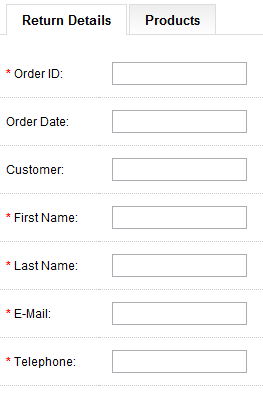 Return Details Products
* Order ID:
Order Date:
Customer:
* First Name:
* Last Name:
* E-Mail:
* Telephone: